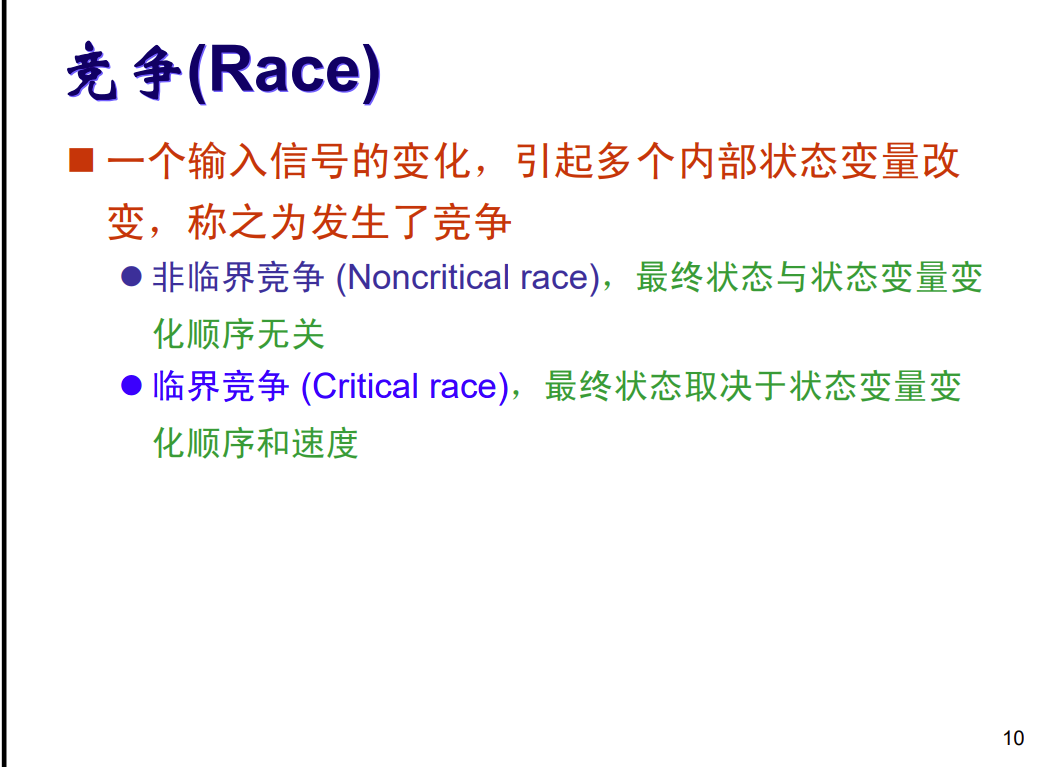 竞争(Race)
一个输入信号的变化，引起多个内部状态变量改
变，称之为发生了竞争
非临界竞争 (Noncritical race)，最终状态与状态变量变
化顺序无关
临界竞争 (Critical race)，最终状态取决于状态变量变
化顺序和速度
10